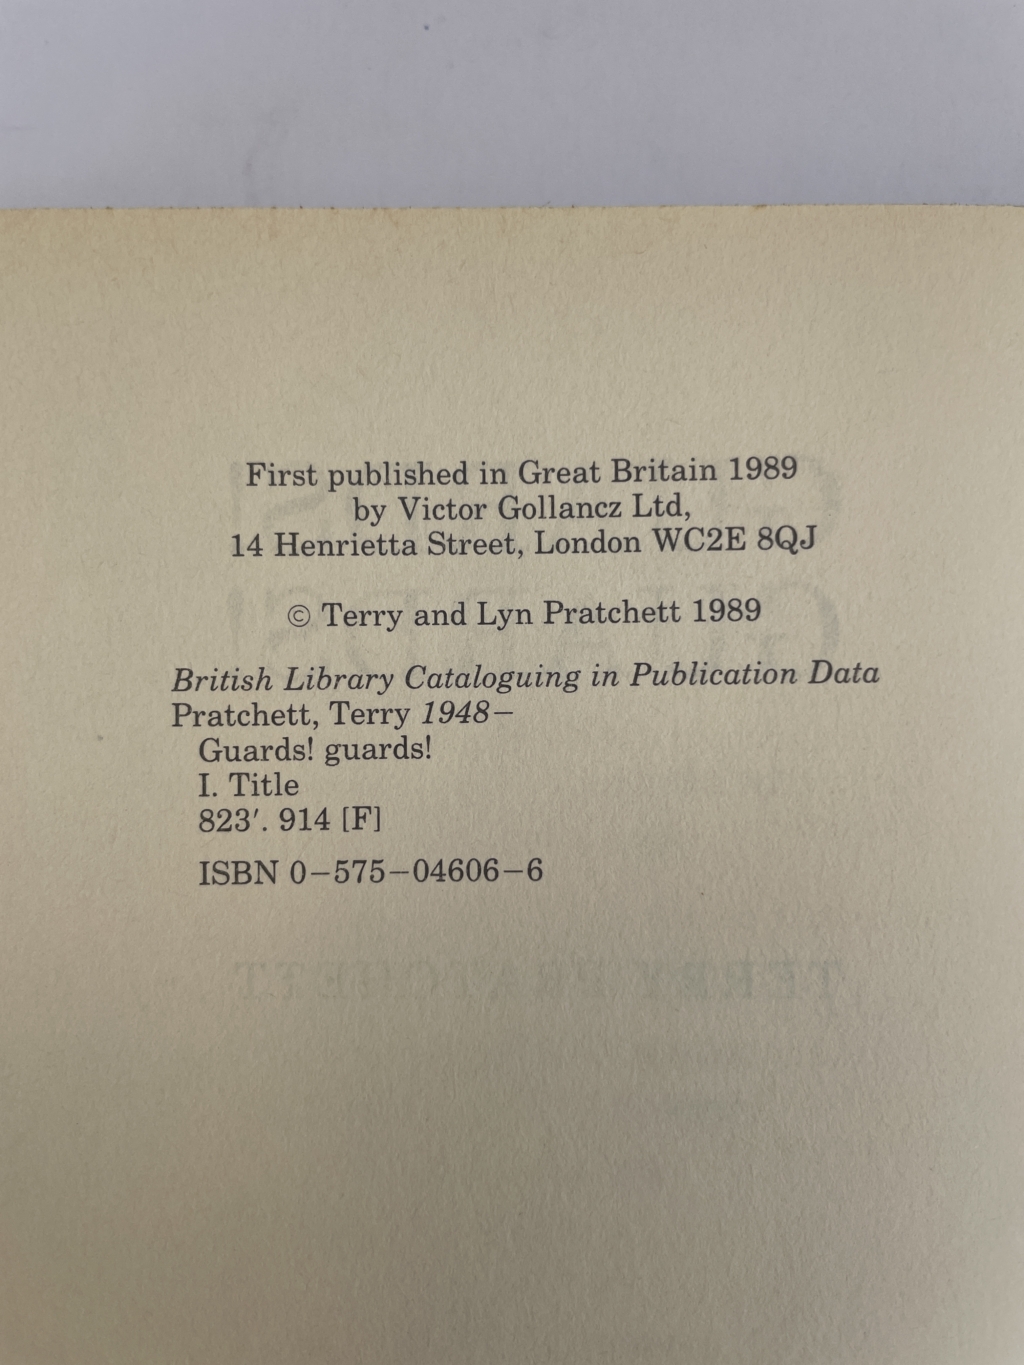 First published in Great Britain 1989
by Victor Gollancz Ltd,
14 Henrietta Street, London WC2E 8QJ
© Terry and Lyn Pratchett 1989
British Library Cataloguing in Publication Data
Pratchett, Terry 1948–
Guards! guards!
I. Title
823′. 914 [F]
ISBN 0–575–04606–6
TERRY PRATCHETT